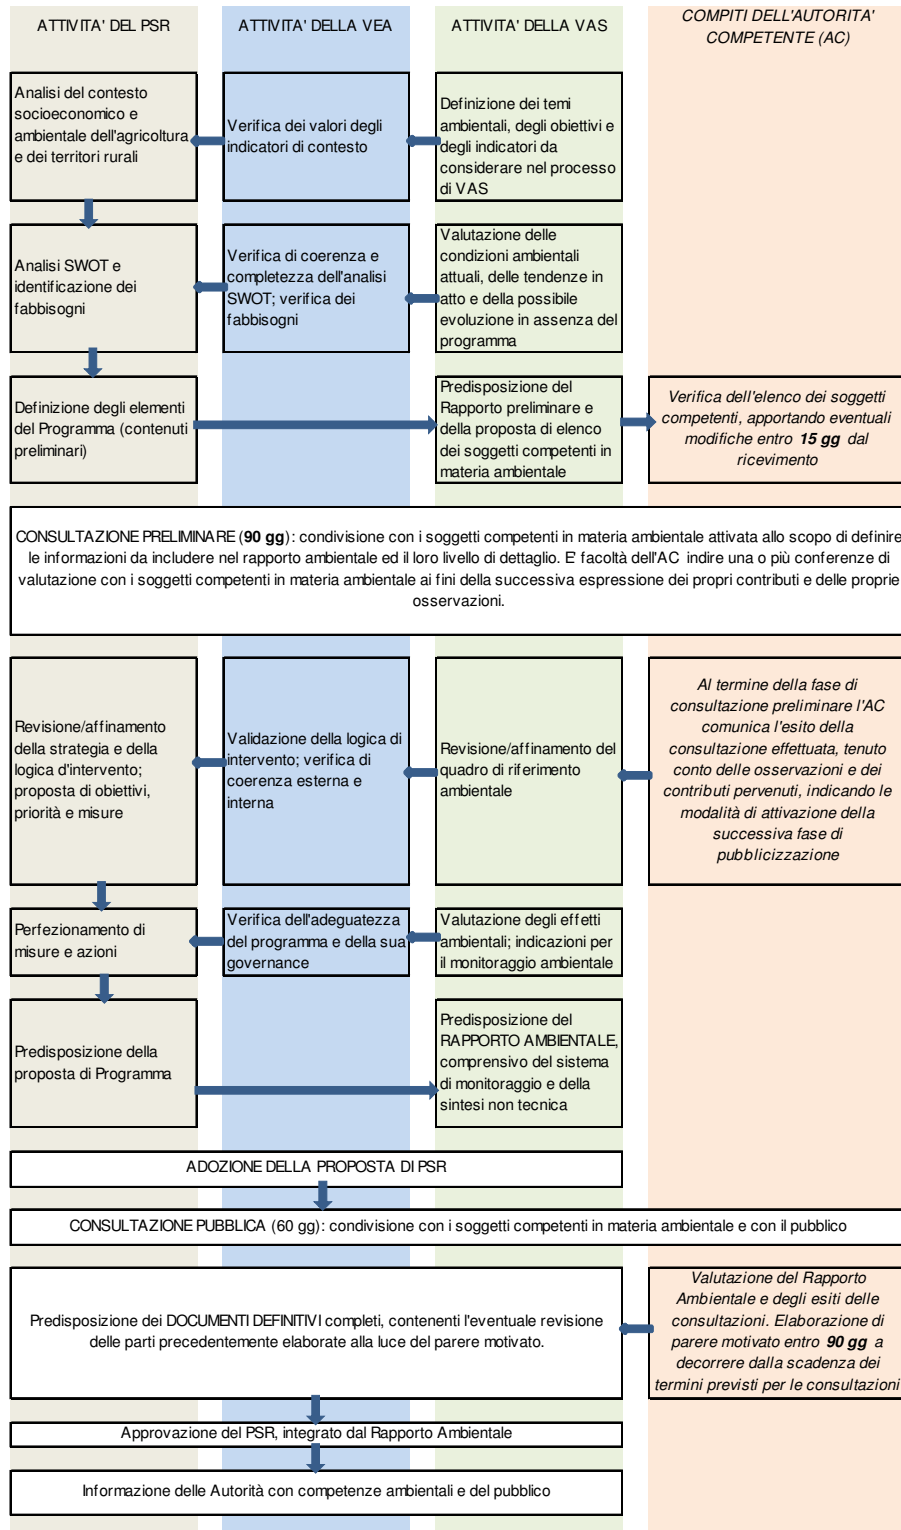 ATTIVITA' DEL PSR
ATTIVITA' DELLA VEA
ATTIVITA' DELLA VAS
COMPITI DELL'AUTORITA'
COMPETENTE (AC)
Analisi del contesto
socioeconomico e
ambientale dell'agricoltura
e dei territori rurali
Verifica dei valori degli
indicatori di contesto
Definizione dei temi
ambientali, degli obiettivi e
degli indicatori da
considerare nel processo
di VAS
Analisi SWOT e
identificazione dei
fabbisogni
Verifica di coerenza e
completezza dell'analisi
SWOT; verifica dei
fabbisogni
Valutazione delle
condizioni ambientali
attuali, delle tendenze in
atto e della possibile
evoluzione in assenza del
programma
Definizione degli elementi
del Programma (contenuti
preliminari)
Predisposizione del
Rapporto preliminare e
della proposta di elenco
dei soggetti competenti in
materia ambientale
Verifica dell'elenco dei soggetti
competenti, apportando eventuali
modifiche entro 15 gg dal
ricevimento
CONSULTAZIONE PRELIMINARE (90 gg): condivisione con i soggetti competenti in materia ambientale attivata allo scopo di definire
le informazioni da includere nel rapporto ambientale ed il loro livello di dettaglio. E' facoltà dell'AC indire una o più conferenze di
valutazione con i soggetti competenti in materia ambientale ai fini della successiva espressione dei propri contributi e delle proprie
osservazioni.
Revisione/affinamento
della strategia e della
logica d'intervento;
proposta di obiettivi,
priorità e misure
Validazione della logica di
intervento; verifica di
coerenza esterna e
interna
Revisione/affinamento del
quadro di riferimento
ambientale
Al termine della fase di
consultazione preliminare l'AC
comunica l'esito della
consultazione effettuata, tenuto
conto delle osservazioni e dei
contributi pervenuti, indicando le
modalità di attivazione della
successiva fase di
pubblicizzazione
Perfezionamento di
misure e azioni
Verifica dell'adeguatezza
del programma e della sua
governance
Valutazione degli effetti
ambientali; indicazioni per
il monitoraggio ambientale
Predisposizione della
proposta di Programma
Predisposizione del
RAPPORTO AMBIENTALE,
comprensivo del sistema
di monitoraggio e della
sintesi non tecnica
ADOZIONE DELLA PROPOSTA DI PSR
CONSULTAZIONE PUBBLICA (60 gg): condivisione con i soggetti competenti in materia ambientale e con il pubblico
Predisposizione dei DOCUMENTI DEFINITIVI completi, contenenti l'eventuale revisione
delle parti precedentemente elaborate alla luce del parere motivato.
Valutazione del Rapporto
Ambientale e degli esiti delle
consultazioni. Elaborazione di
parere motivato entro 90 gg a
decorrere dalla scadenza dei
termini previsti per le consultazioni
Approvazione del PSR, integrato dal Rapporto Ambientale
Informazione delle Autorità con competenze ambientali e del pubblico